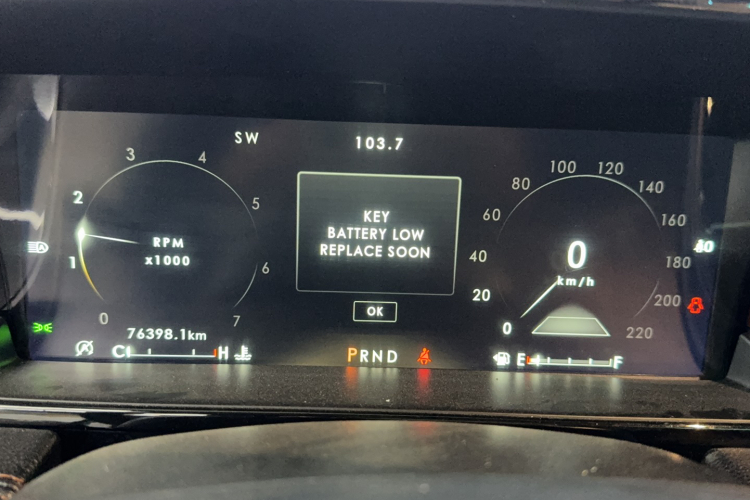 SW
103.7
0 1 2 3 4 5 6 7
RPM
x1000
KEY
BATTERY LOW
REPLACE SOON
OK
0 20 40 60 80 100 120 140 160 180 200 220
0
km/h
76398.1km
C H
PRND
E F